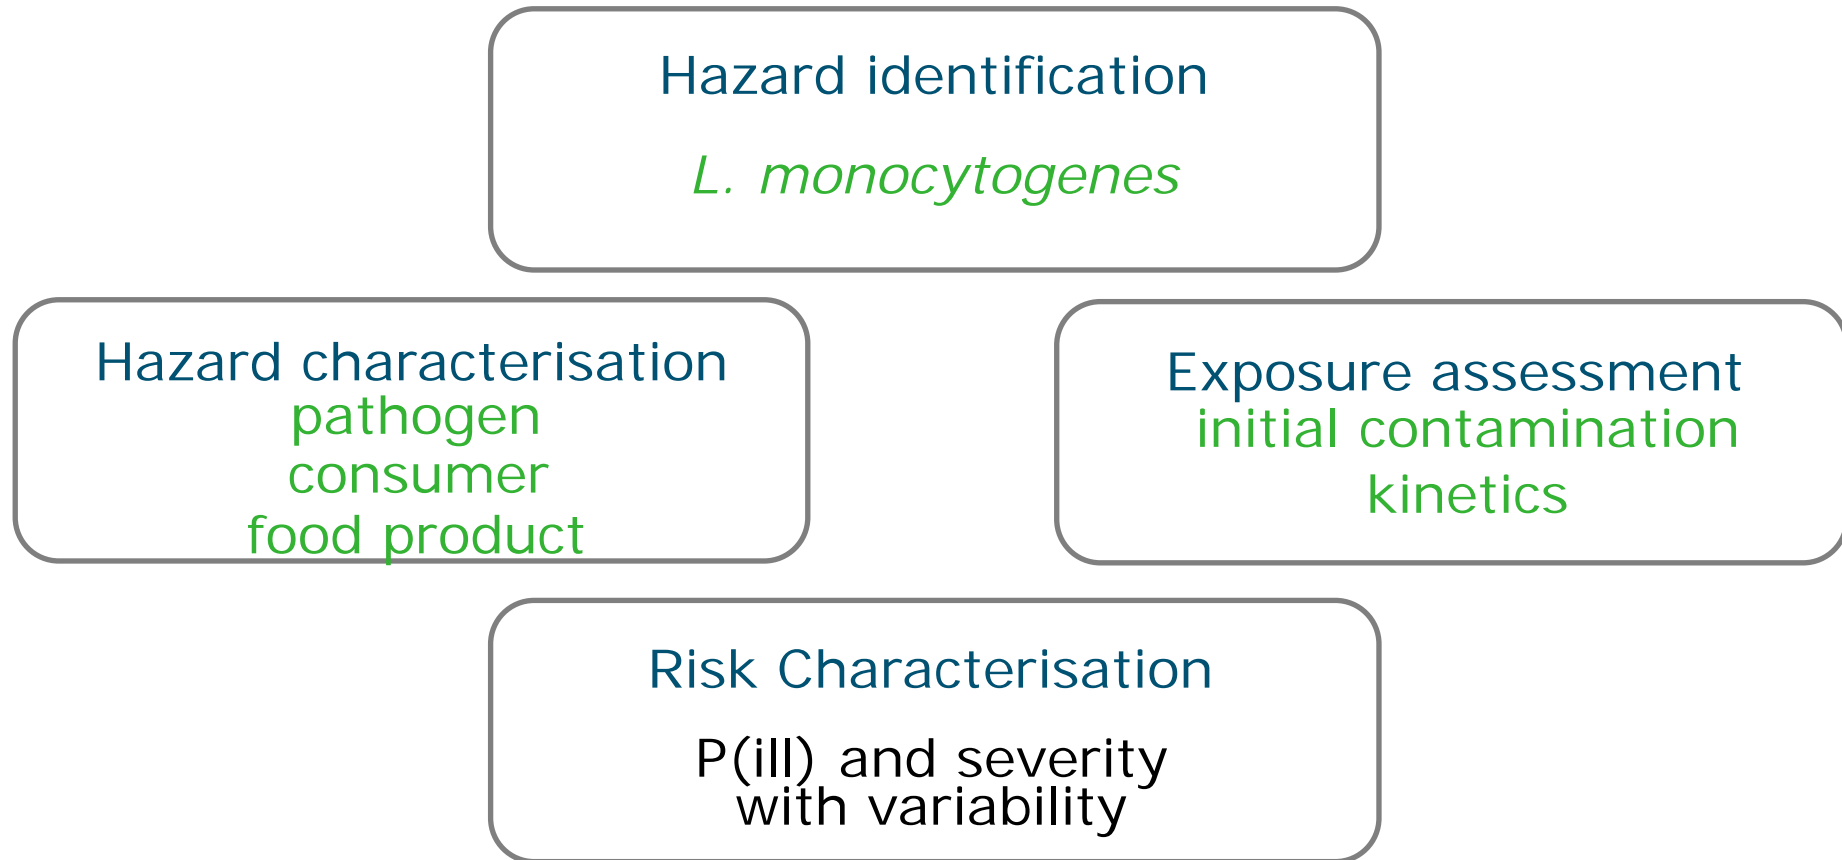 Hazard identification
L. monocytogenes
Hazard characterisation
pathogen
consumer
food product
Exposure assessment
initial contamination
kinetics
Risk Characterisation
P(ill) and severity
with variability